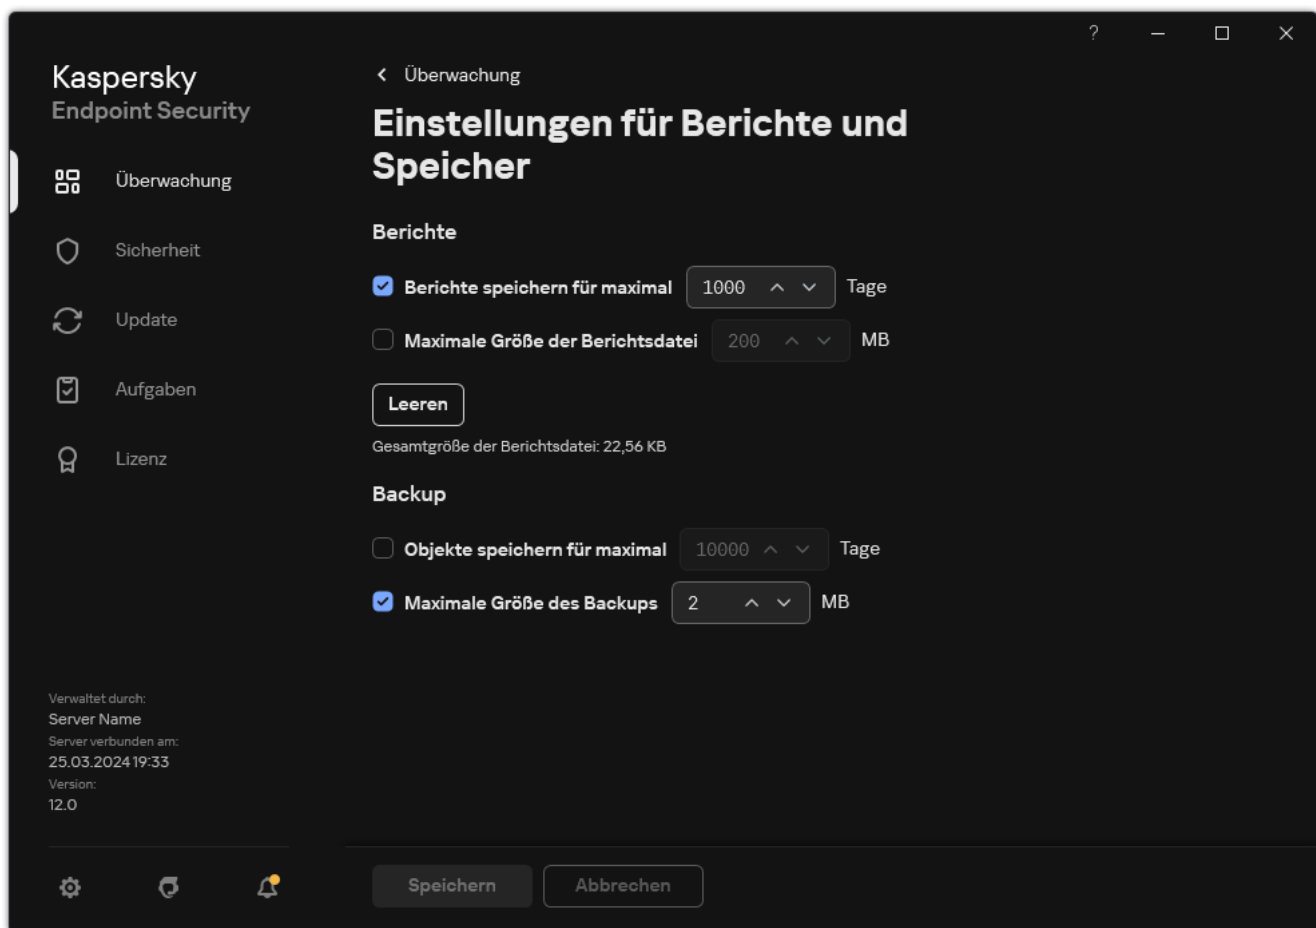 ?
Kaspersky
Endpoint Security
Überwachung
Sicherheit
Update
Aufgaben
Lizenz
Verwaltet durch:
Server Name
Server verbunden am:
25.03.2024 19:33
Version:
12.0
Überwachung
Einstellungen für Berichte und
Speicher
Berichte
Berichte speichern für maximal 1000 Tage
Maximale Größe der Berichtsdatei 200 MB
Leeren
Gesamtgröße der Berichtsdatei: 22,56 KB
Backup
Objekte speichern für maximal 10000 Tage
Maximale Größe des Backups 2 MB
Speichern Abbrechen